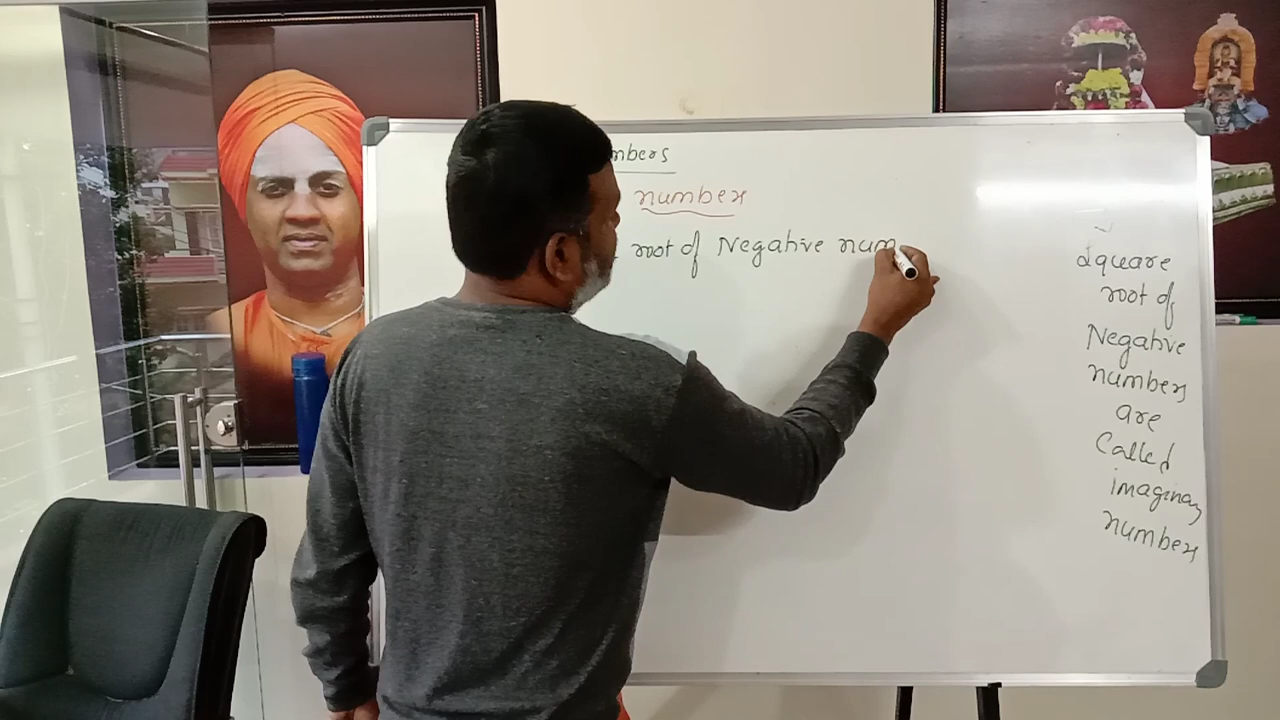 mbers
number
root of Negative num
Square
root of
Negative
numbers
are
Called
imaginary
numbers